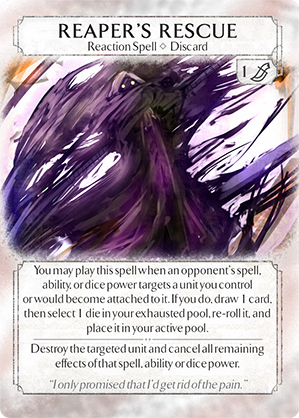 REAPER'S RESCUE
Reaction Spell ⬦ Discard
1
You may play this spell when an opponent's spell,
ability, or dice power targets a unit you control
or would become attached to it. If you do, draw 1 card,
then select 1 die in your exhausted pool, re-roll it, and
place it in your active pool.
Destroy the targeted unit and cancel all remaining
effects of that spell, ability or dice power.
"I only promised that I'd get rid of the pain."